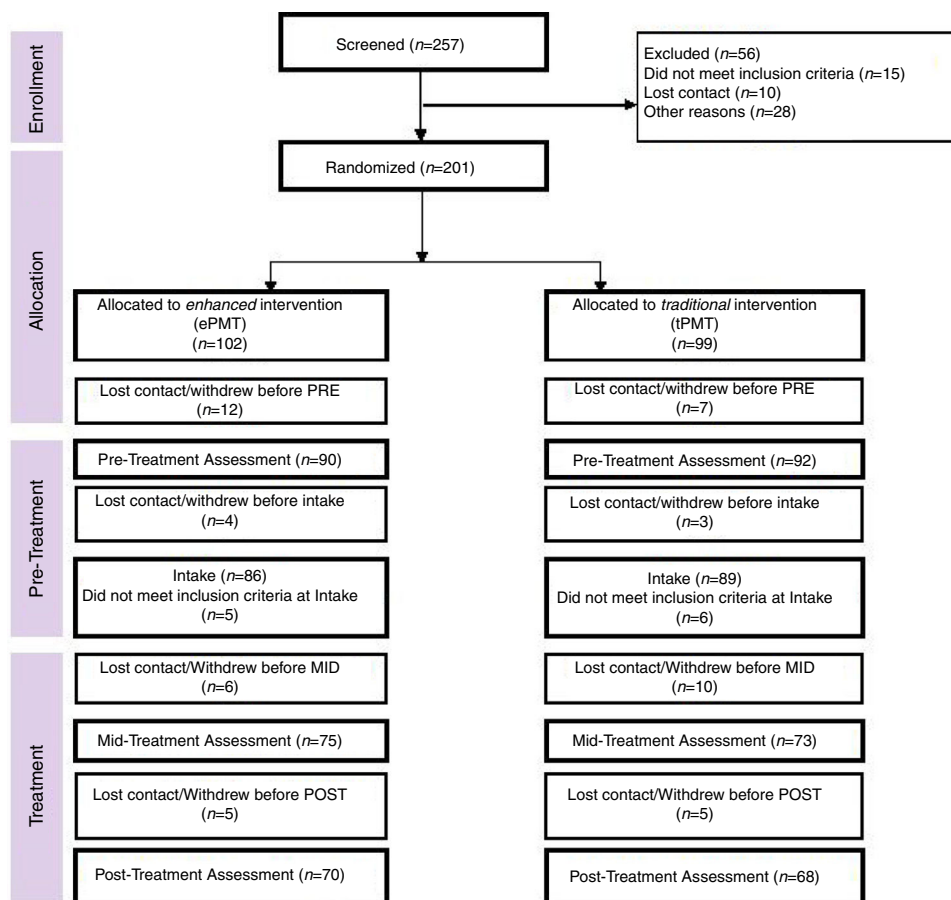 Enrollment
Screened (n=257)
Excluded (n=56)
Did not meet inclusion criteria (n=15)
Lost contact (n=10)
Other reasons (n=28)
Randomized (n=201)
Allocation
Allocated to enhanced intervention
(ePMT)
(n=102)
Allocated to traditional intervention
(tPMT)
(n=99)
Lost contact/withdrew before PRE
(n=12)
Lost contact/withdrew before PRE
(n=7)
Pre-Treatment
Pre-Treatment Assessment (n=90)
Pre-Treatment Assessment (n=92)
Lost contact/withdrew before intake
(n=4)
Lost contact/withdrew before intake
(n=3)
Intake (n=86)
Did not meet inclusion criteria at Intake
(n=5)
Intake (n=89)
Did not meet inclusion criteria at Intake
(n=6)
Treatment
Lost contact/Withdrew before MID
(n=6)
Lost contact/Withdrew before MID
(n=10)
Mid-Treatment Assessment (n=75)
Mid-Treatment Assessment (n=73)
Lost contact/Withdrew before POST
(n=5)
Lost contact/Withdrew before POST
(n=5)
Post-Treatment Assessment (n=70)
Post-Treatment Assessment (n=68)